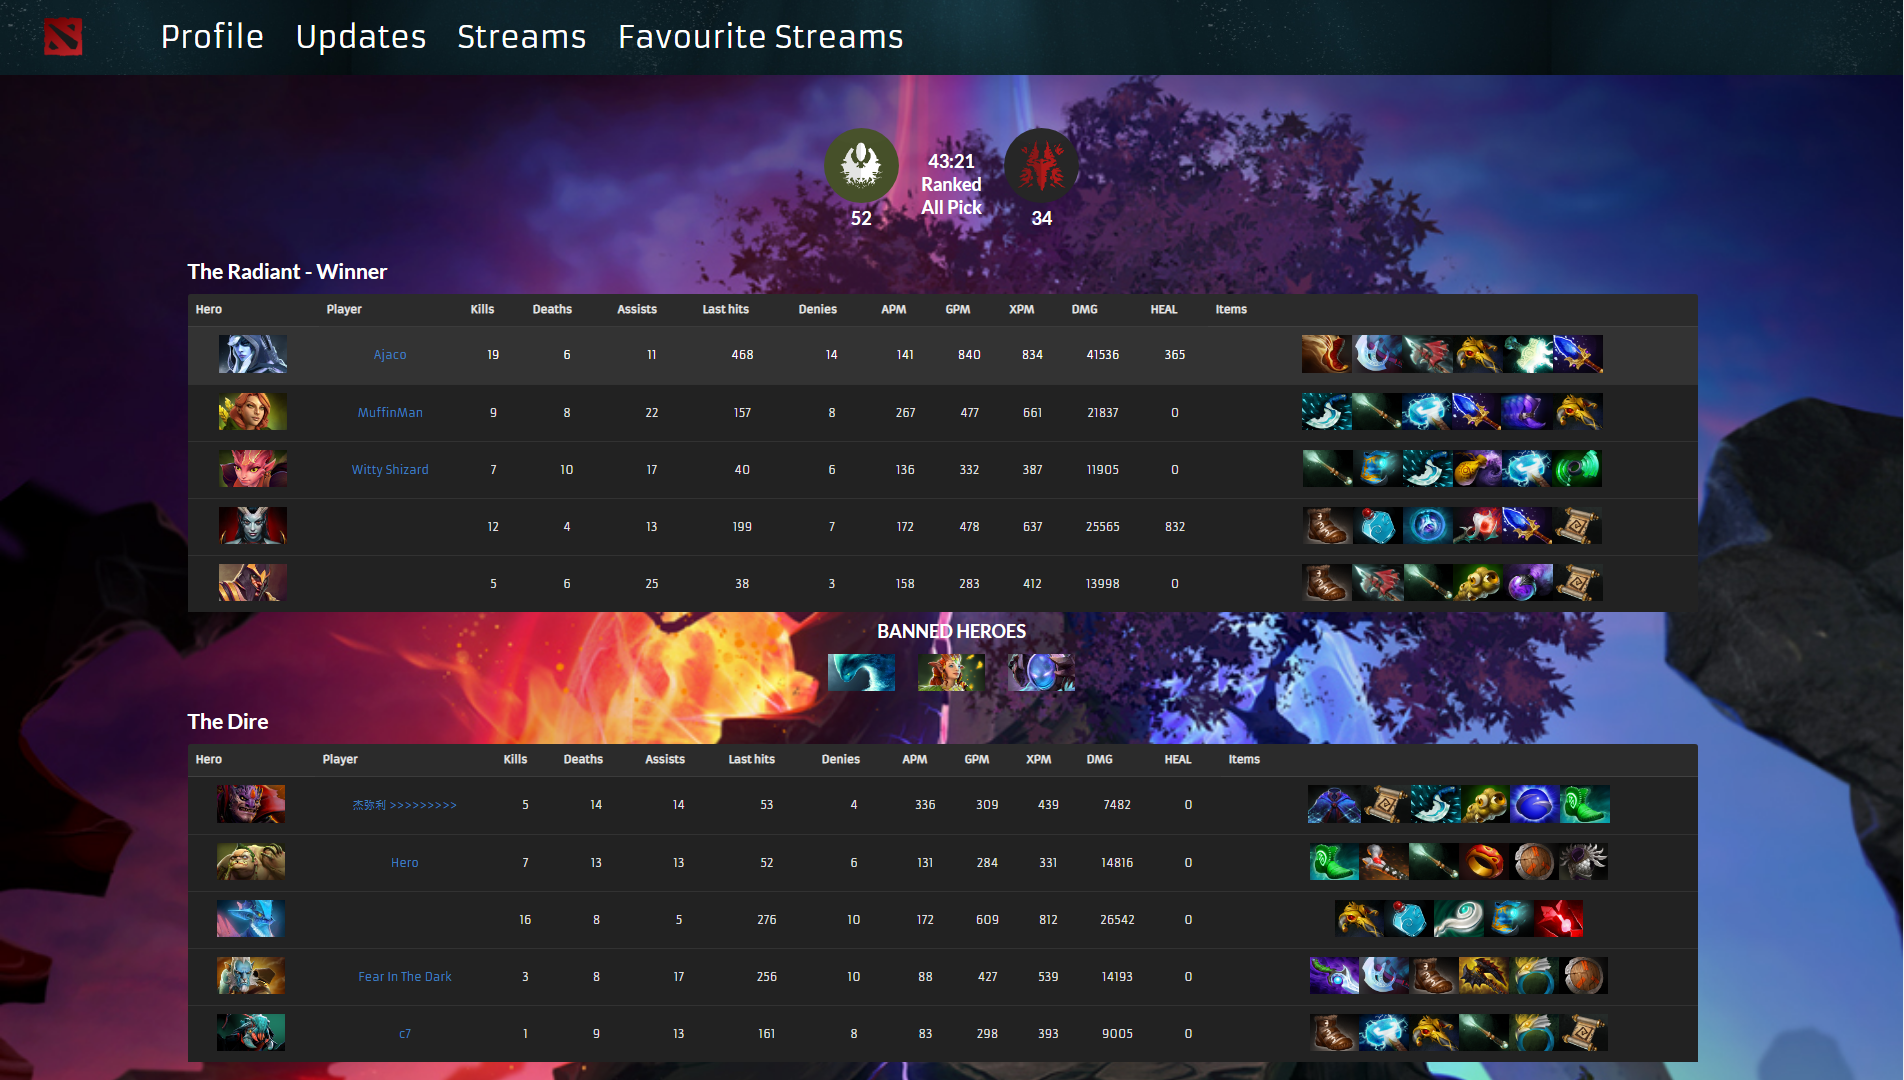 Profile Updates Streams Favourite Streams
43:21
Ranked
All Pick
52 34
The Radiant - Winner
Hero Player Kills Deaths Assists Last hits Denies APM GPM XPM DMG HEAL Items
Ajaco 19 6 11 468 14 141 840 834 41536 365
MuffinMan 9 8 22 157 8 267 477 661 21837 0
Witty Shizard 7 10 17 40 6 136 332 387 11905 0
12 4 13 199 7 172 478 637 25565 832
5 6 25 38 3 158 283 412 13998 0
BANNED HEROES
The Dire
Hero Player Kills Deaths Assists Last hits Denies APM GPM XPM DMG HEAL Items
杰弥利 >>>>>>>>> 5 14 14 53 4 336 309 439 7482 0
Hero 7 13 13 52 6 131 284 331 14816 0
16 8 5 276 10 172 609 812 26542 0
Fear In The Dark 3 8 17 256 10 88 427 539 14193 0
c7 1 9 13 161 8 83 298 393 9005 0